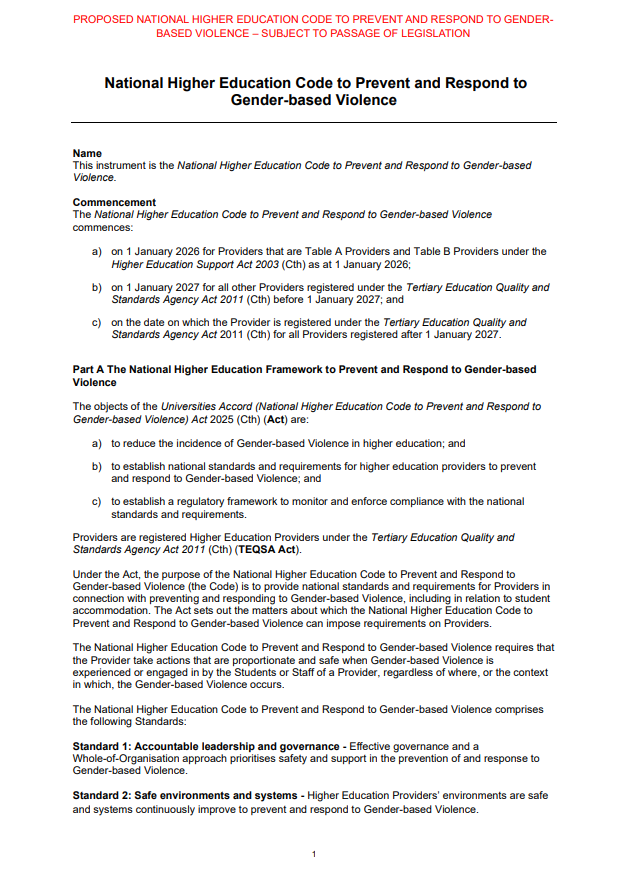 PROPOSED NATIONAL HIGHER EDUCATION CODE TO PREVENT AND RESPOND TO GENDER-
BASED VIOLENCE – SUBJECT TO PASSAGE OF LEGISLATION
National Higher Education Code to Prevent and Respond to
Gender-based Violence
Name
This instrument is the National Higher Education Code to Prevent and Respond to Gender-based
Violence.
Commencement
The National Higher Education Code to Prevent and Respond to Gender-based Violence
commences:
a) on 1 January 2026 for Providers that are Table A Providers and Table B Providers under the
Higher Education Support Act 2003 (Cth) as at 1 January 2026;
b) on 1 January 2027 for all other Providers registered under the Tertiary Education Quality and
Standards Agency Act 2011 (Cth) before 1 January 2027; and
c) on the date on which the Provider is registered under the Tertiary Education Quality and
Standards Agency Act 2011 (Cth) for all Providers registered after 1 January 2027.
Part A The National Higher Education Framework to Prevent and Respond to Gender-based
Violence
The objects of the Universities Accord (National Higher Education Code to Prevent and Respond to
Gender-based Violence) Act 2025 (Cth) (Act) are:
a) to reduce the incidence of Gender-based Violence in higher education; and
b) to establish national standards and requirements for higher education providers to prevent
and respond to Gender-based Violence; and
c) to establish a regulatory framework to monitor and enforce compliance with the national
standards and requirements.
Providers are registered Higher Education Providers under the Tertiary Education Quality and
Standards Agency Act 2011 (Cth) (TEQSA Act).
Under the Act, the purpose of the National Higher Education Code to Prevent and Respond to
Gender-based Violence (the Code) is to provide national standards and requirements for Providers in
connection with preventing and responding to Gender-based Violence, including in relation to student
accommodation. The Act sets out the matters about which the National Higher Education Code to
Prevent and Respond to Gender-based Violence can impose requirements on Providers.
The National Higher Education Code to Prevent and Respond to Gender-based Violence requires that
the Provider take actions that are proportionate and safe when Gender-based Violence is
experienced or engaged in by the Students or Staff of a Provider, regardless of where, or the context
in which, the Gender-based Violence occurs.
The National Higher Education Code to Prevent and Respond to Gender-based Violence comprises
the following Standards:
Standard 1: Accountable leadership and governance - Effective governance and a
Whole-of-Organisation approach prioritises safety and support in the prevention of and response to
Gender-based Violence.
Standard 2: Safe environments and systems - Higher Education Providers' environments are safe
and systems continuously improve to prevent and respond to Gender-based Violence.
1